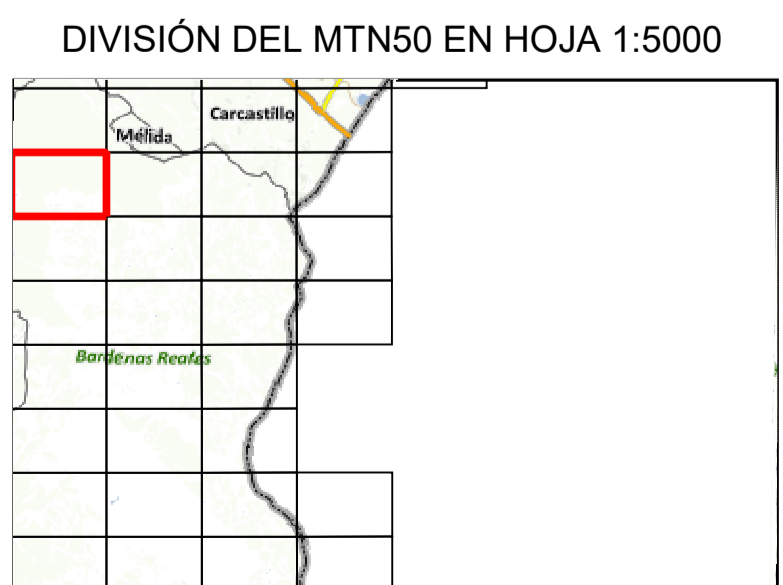 DIVISIÓN DEL MTN50 EN HOJA 1:5000
Carcastillo
Mélida
Bardenas Reales